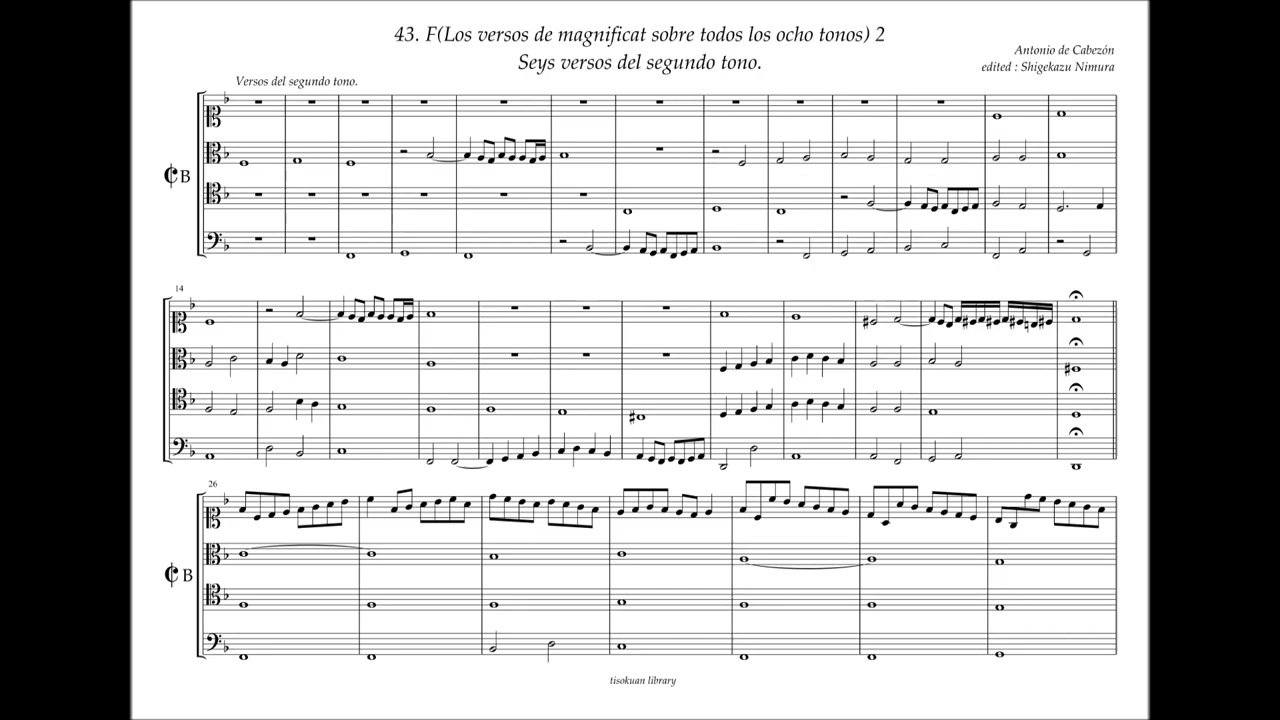 43. F(Los versos de magnificat sobre todos los ocho tonos) 2
Seys versos del segundo tono.
Antonio de Cabezón
edited : Shigekazu Nimura
Versos del segundo tono.
B
14
26
B
tisokuan library